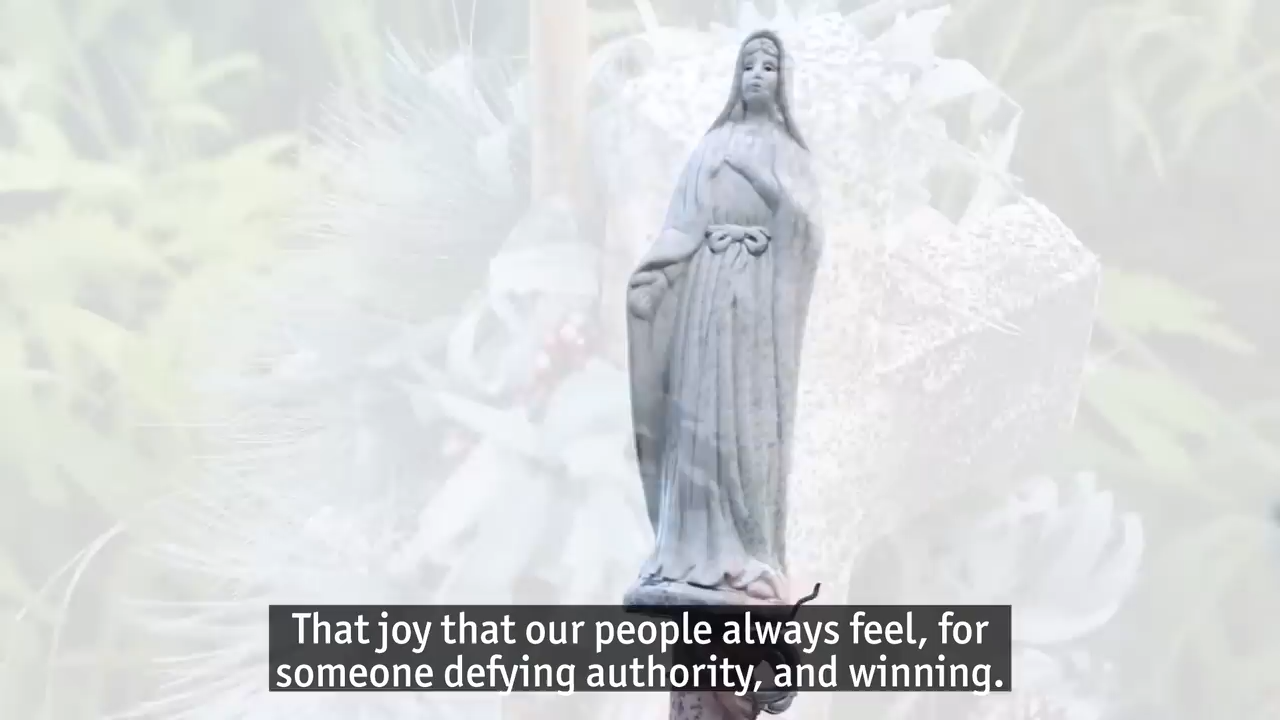 That joy that our people always feel, for
someone defying authority, and winning.